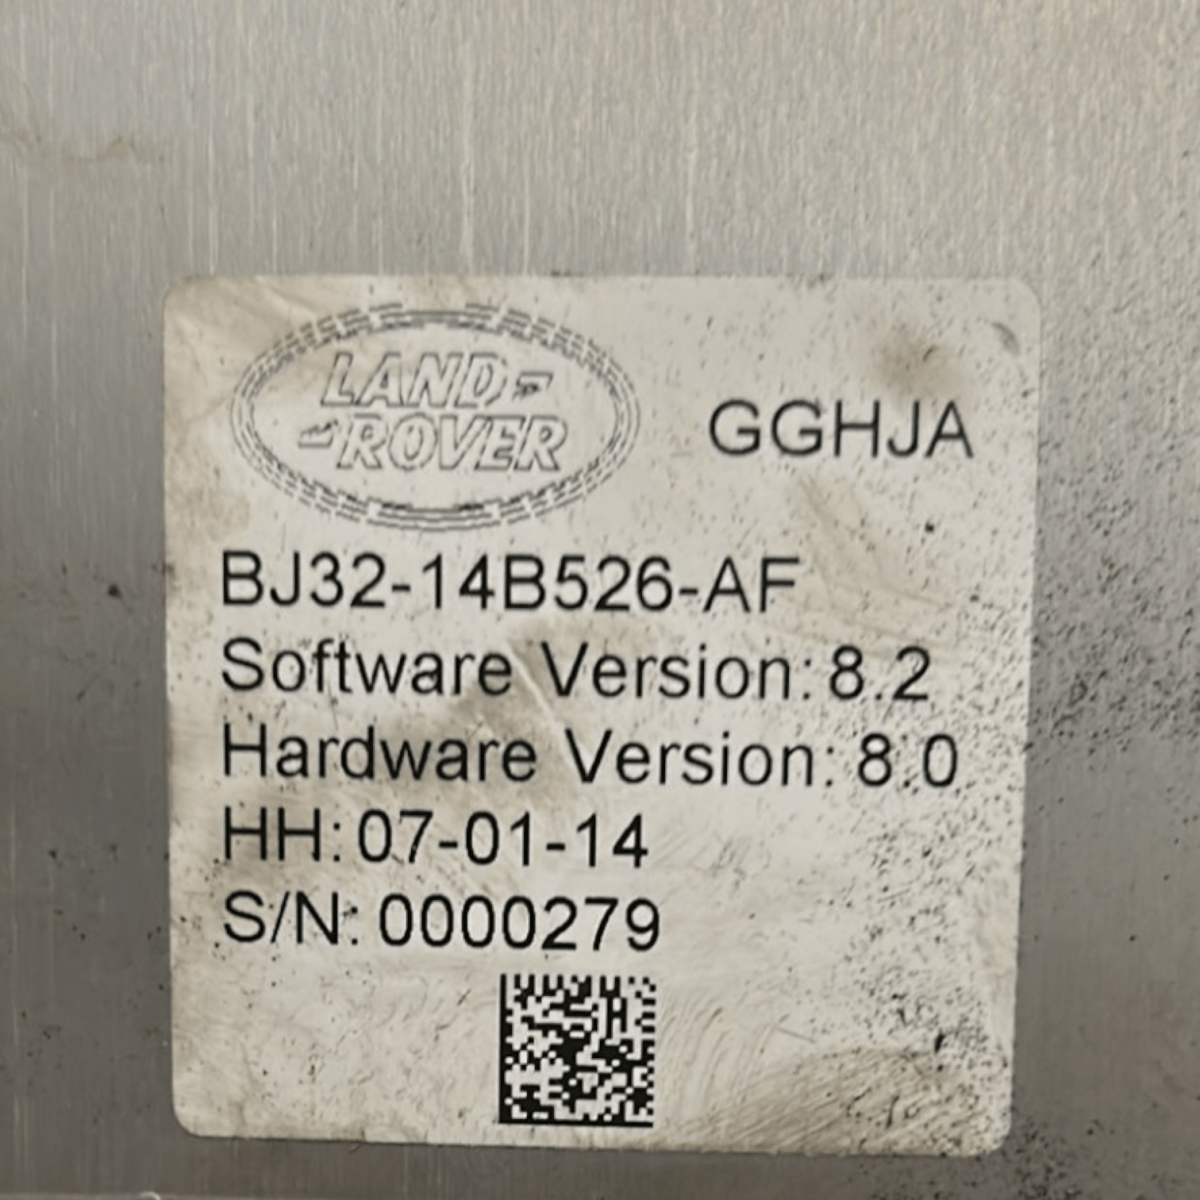 LAND
ROVER
GGHJA
BJ32-14B526-AF
Software Version: 8.2
Hardware Version: 8.0
HH: 07-01-14
S/N: 0000279